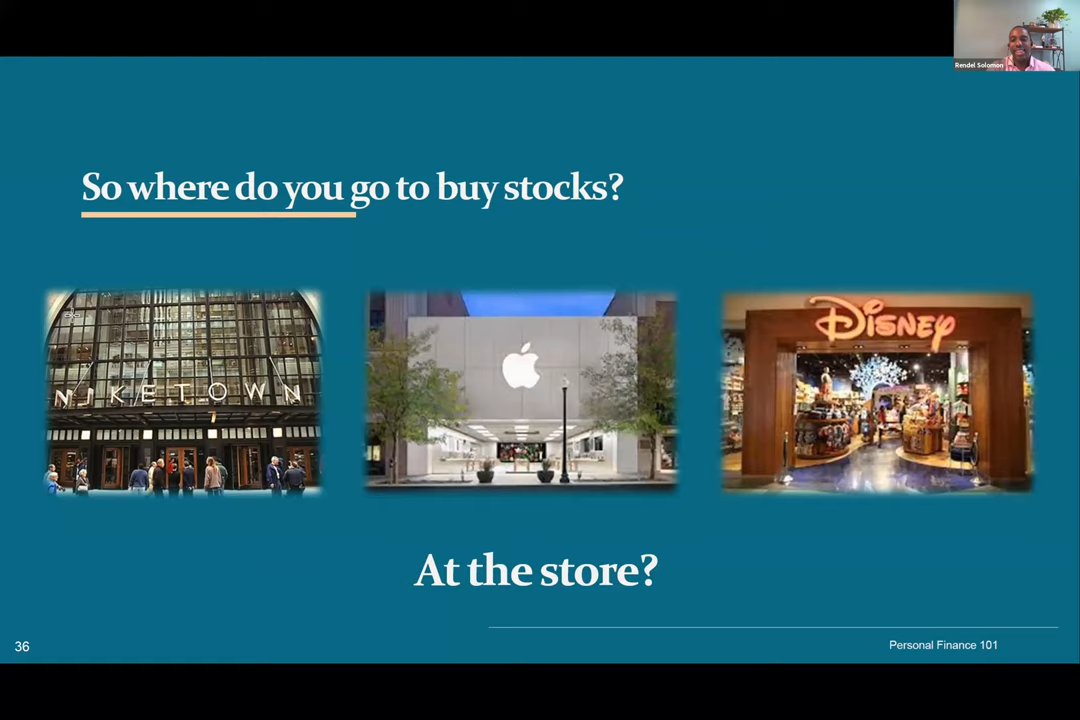 Rendel Solomon
So where do you go to buy stocks?
NIKETOWN
DISNEY
At the store?
36
Personal Finance 101